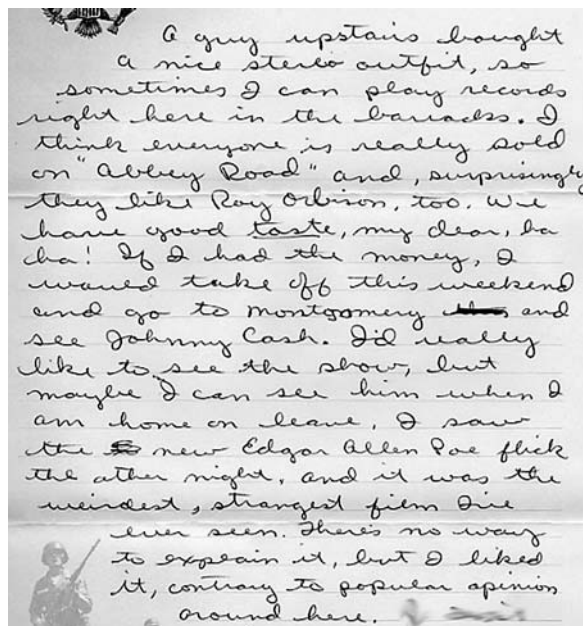 A guy upstairs bought
a nice stereo outfit, so
sometimes I can play records
right here in the barracks. I
think everyone is really sold
on "Abbey Road" and, surprisingly
they like Roy Orbison, too. We
have good taste, my dear, ha
cha! If I had the money, I
would take off this weekend
and go to Montgomery and
see Johnny Cash. I'd really
like to see the show, but
maybe I can see him when I
am home on leave. I saw
the new Edgar Allen Poe flick
the other night, and it was the
weirdest, strangest film I've
ever seen. There's no way
to explain it, but I liked
it, contrary to popular opinion
around here.